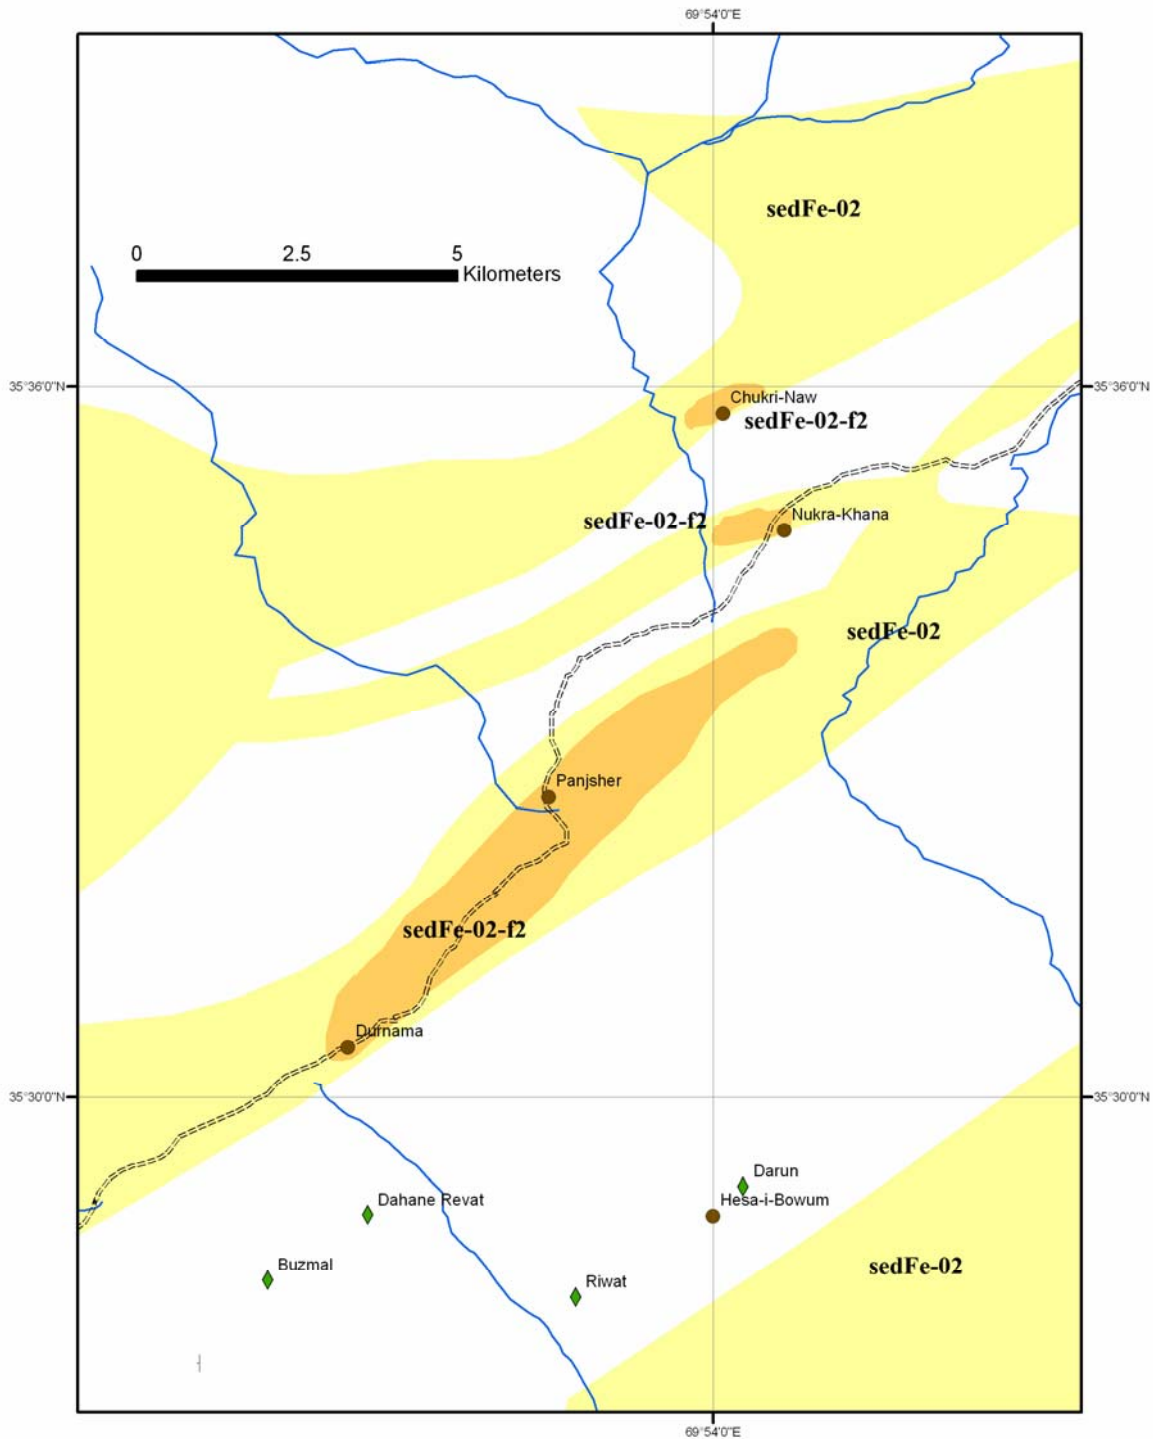 69°54'0"E
sedFe-02
0 2.5 5
Kilometers
35°36'0"N
35°36'0"N
Chukri-Naw
sedFe-02-f2
sedFe-02-f2
Nukra-Khana
sedFe-02
Panjsher
sedFe-02-f2
Durnama
35°30'0"N
35°30'0"N
Darun
Dahane Revat
Hesa-i-Bowum
Buzmal
sedFe-02
Riwat
69°54'0"E